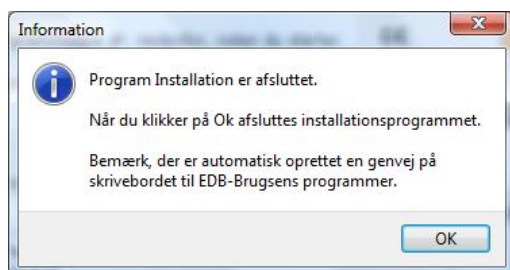 Information
Program Installation er afsluttet.
Når du klikker på Ok afsluttes installationsprogrammet.
Bemærk, der er automatisk oprettet en genvej på
skrivebordet til EDB-Brugsens programmer.
OK